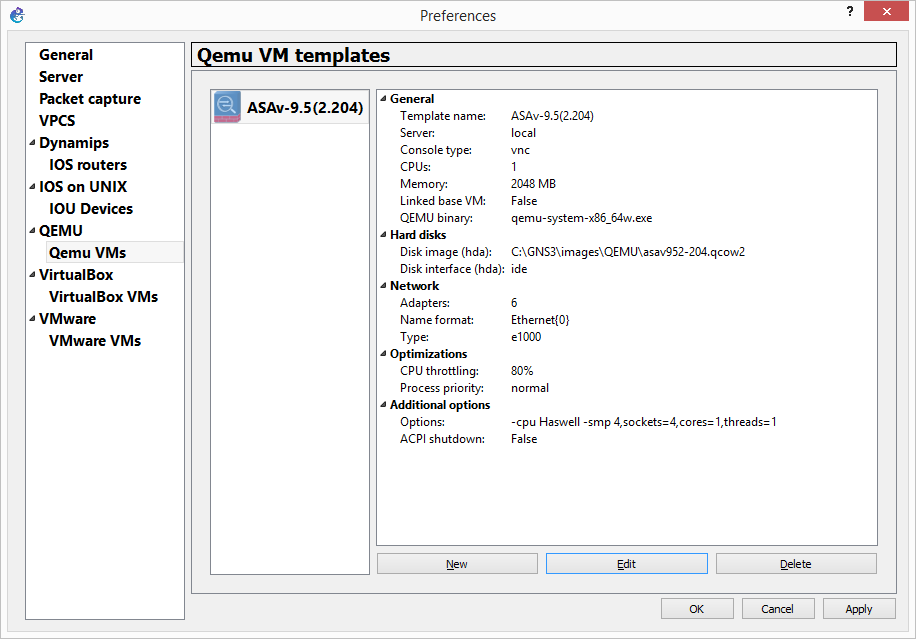 Preferences
?
General
Server
Packet capture
VPCS
Dynamips
IOS routers
IOS on UNIX
IOU Devices
QEMU
Qemu VMs
VirtualBox
VirtualBox VMs
VMware
VMware VMs
Qemu VM templates
ASAv-9.5(2.204)
General
Template name: ASAv-9.5(2.204)
Server: local
Console type: vnc
CPUs: 1
Memory: 2048 MB
Linked base VM: False
QEMU binary: qemu-system-x86_64w.exe
Hard disks
Disk image (hda): C:\GNS3\images\QEMU\asav952-204.qcow2
Disk interface (hda): ide
Network
Adapters: 6
Name format: Ethernet{0}
Type: e1000
Optimizations
CPU throttling: 80%
Process priority: normal
Additional options
Options: -cpu Haswell -smp 4,sockets=4,cores=1,threads=1
ACPI shutdown: False
New Edit Delete
OK Cancel Apply